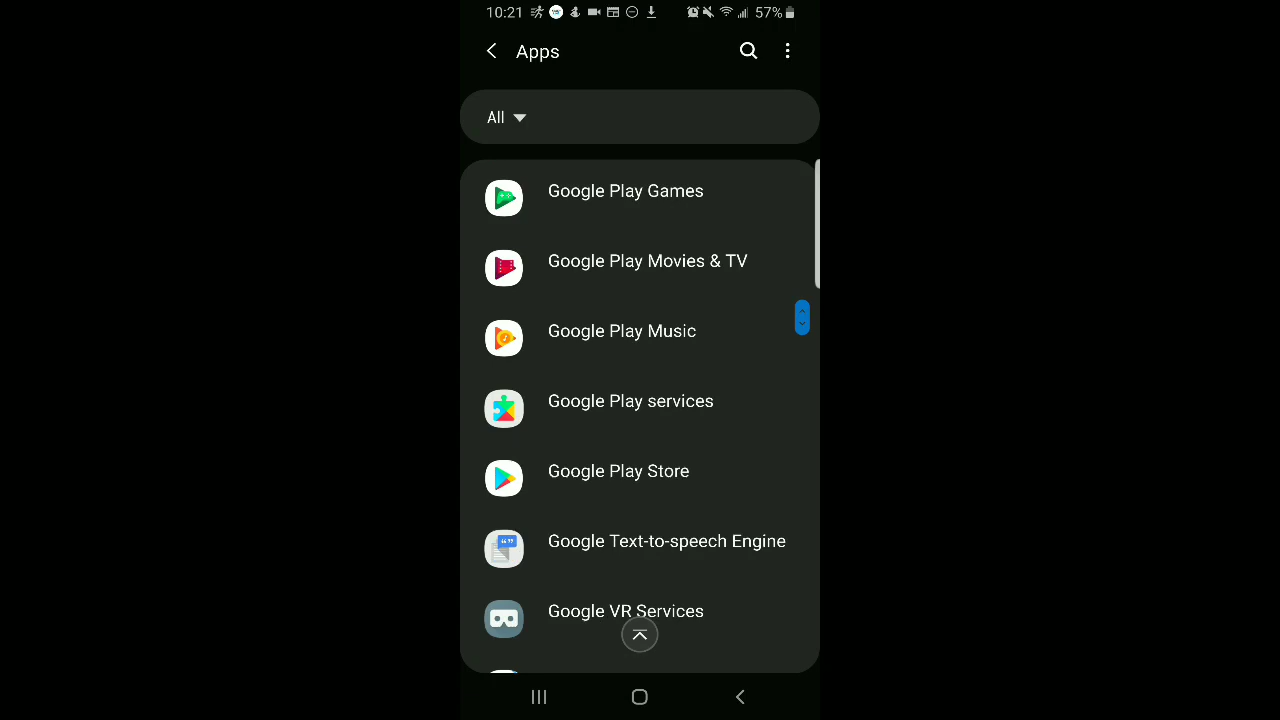 10:21 57%
Apps
All
Google Play Games
Google Play Movies & TV
Google Play Music
Google Play services
Google Play Store
Google Text-to-speech Engine
Google VR Services